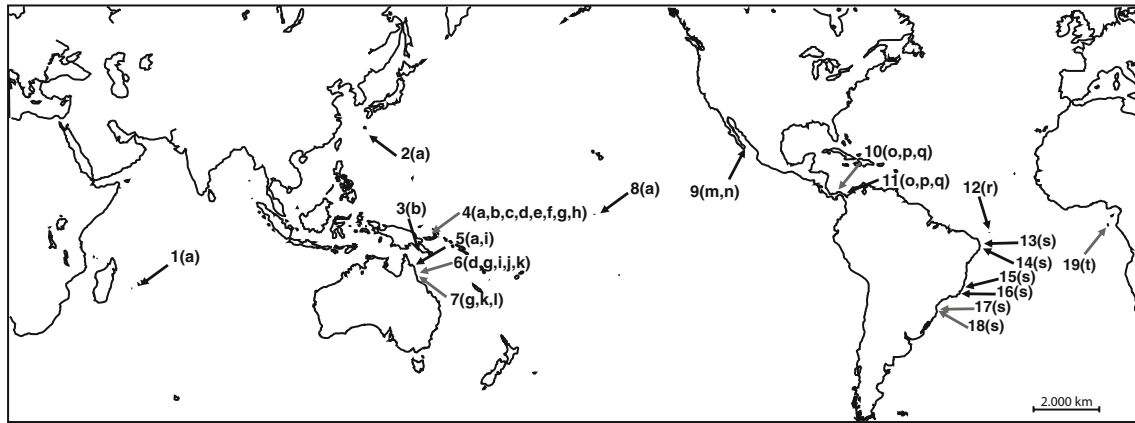 1(a)
2(a)
3(b)
4(a,b,c,d,e,f,g,h)
5(a,i)
6(d,g,i,j,k)
7(g,k,l)
8(a)
9(m,n)
10(o,p,q)
11(o,p,q)
12(r)
13(s)
14(s)
15(s)
16(s)
17(s)
18(s)
19(t)
2.000 km